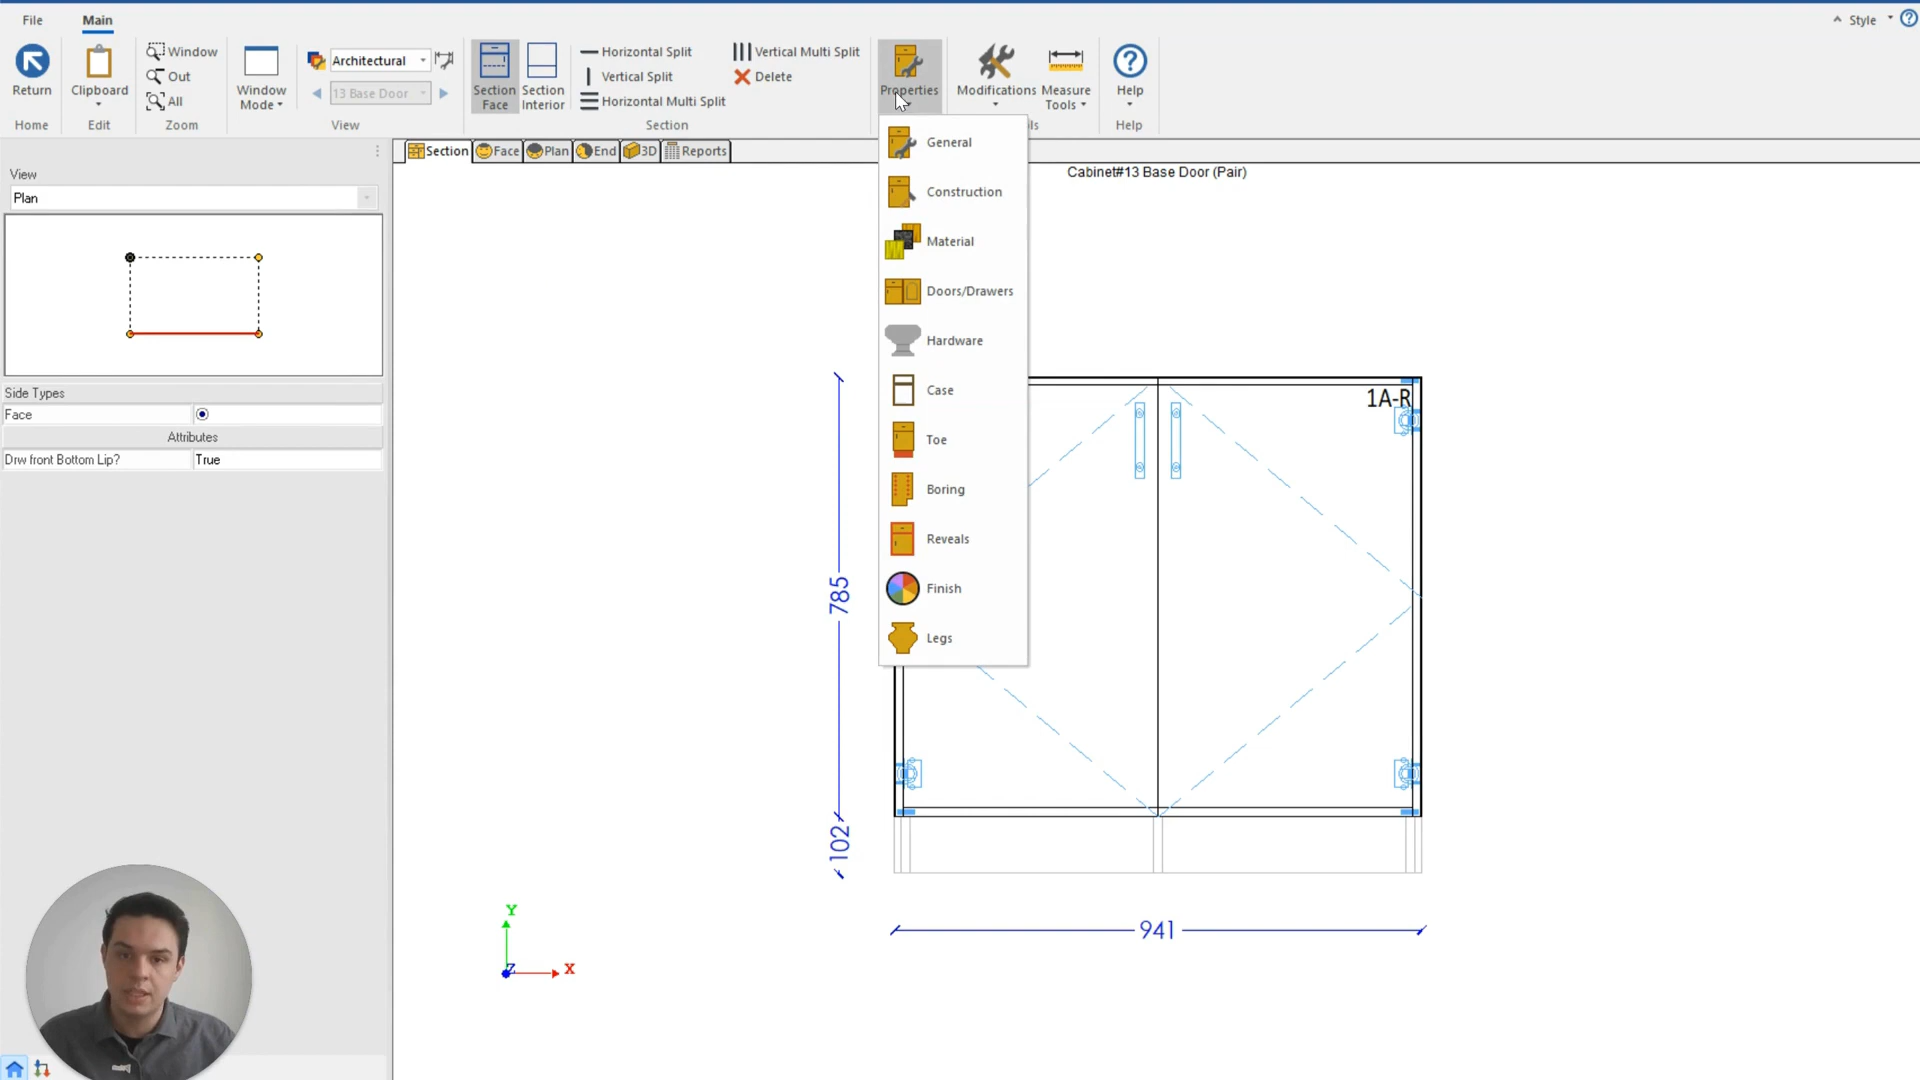 File
Main
Style
Return
Clipboard
Window
Out
All
Window
Mode
Architectural
13 Base Door
Section
Face
Section
Interior
Horizontal Split
Vertical Split
Horizontal Multi Split
Vertical Multi Split
Delete
Properties
Modifications
Measure
Tools
Help
Home
Edit
Zoom
View
Section
ls
Help
Section
Face
Plan
End
3D
Reports
View
Plan
Side Types
Face
Attributes
Drw front Bottom Lip?
True
General
Construction
Material
Doors/Drawers
Hardware
Case
Toe
Boring
Reveals
Finish
Legs
Cabinet#13 Base Door (Pair)
1A-R
785
102
941
Y
Z
X